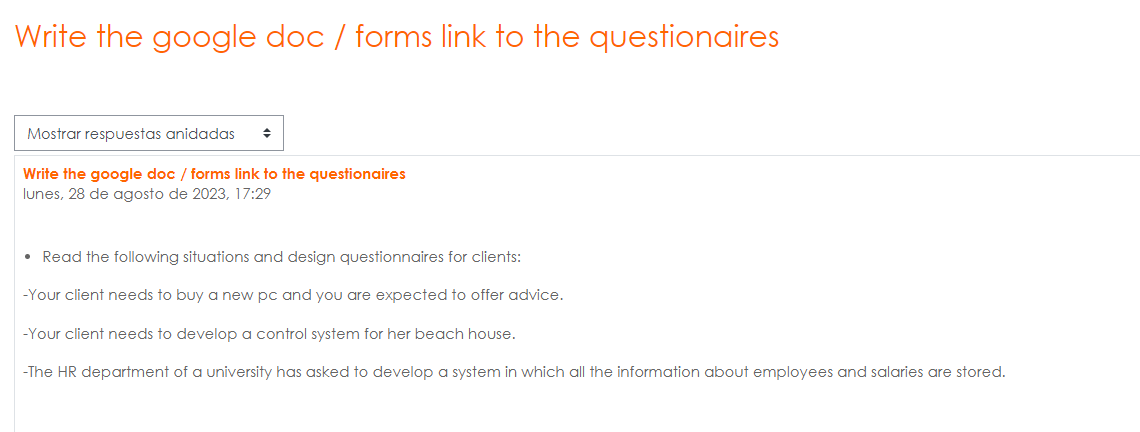 Write the google doc / forms link to the questionaires
Mostrar respuestas anidadas
Write the google doc / forms link to the questionaires
lunes, 28 de agosto de 2023, 17:29
• Read the following situations and design questionnaires for clients:
-Your client needs to buy a new pc and you are expected to offer advice.
-Your client needs to develop a control system for her beach house.
-The HR department of a university has asked to develop a system in which all the information about employees and salaries are stored.